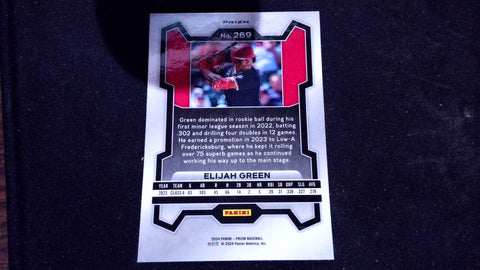 PRIZM
No. 269
Green dominated in rookie ball during his
first minor league season in 2022, batting
.302 and drilling four doubles in 12 games.
He earned a promotion in 2023 to Low-A
Fredericksburg, where he kept it rolling
over 75 superb games as he continued
working his way up to the main stage.
ELIJAH GREEN
YEAR TEAM G AB R H 2B 3B HR RBI SB OBP SLG AVG
PANINI
2024 PANINI - PRIZM BASEBALL
© 2024 Panini America, Inc.